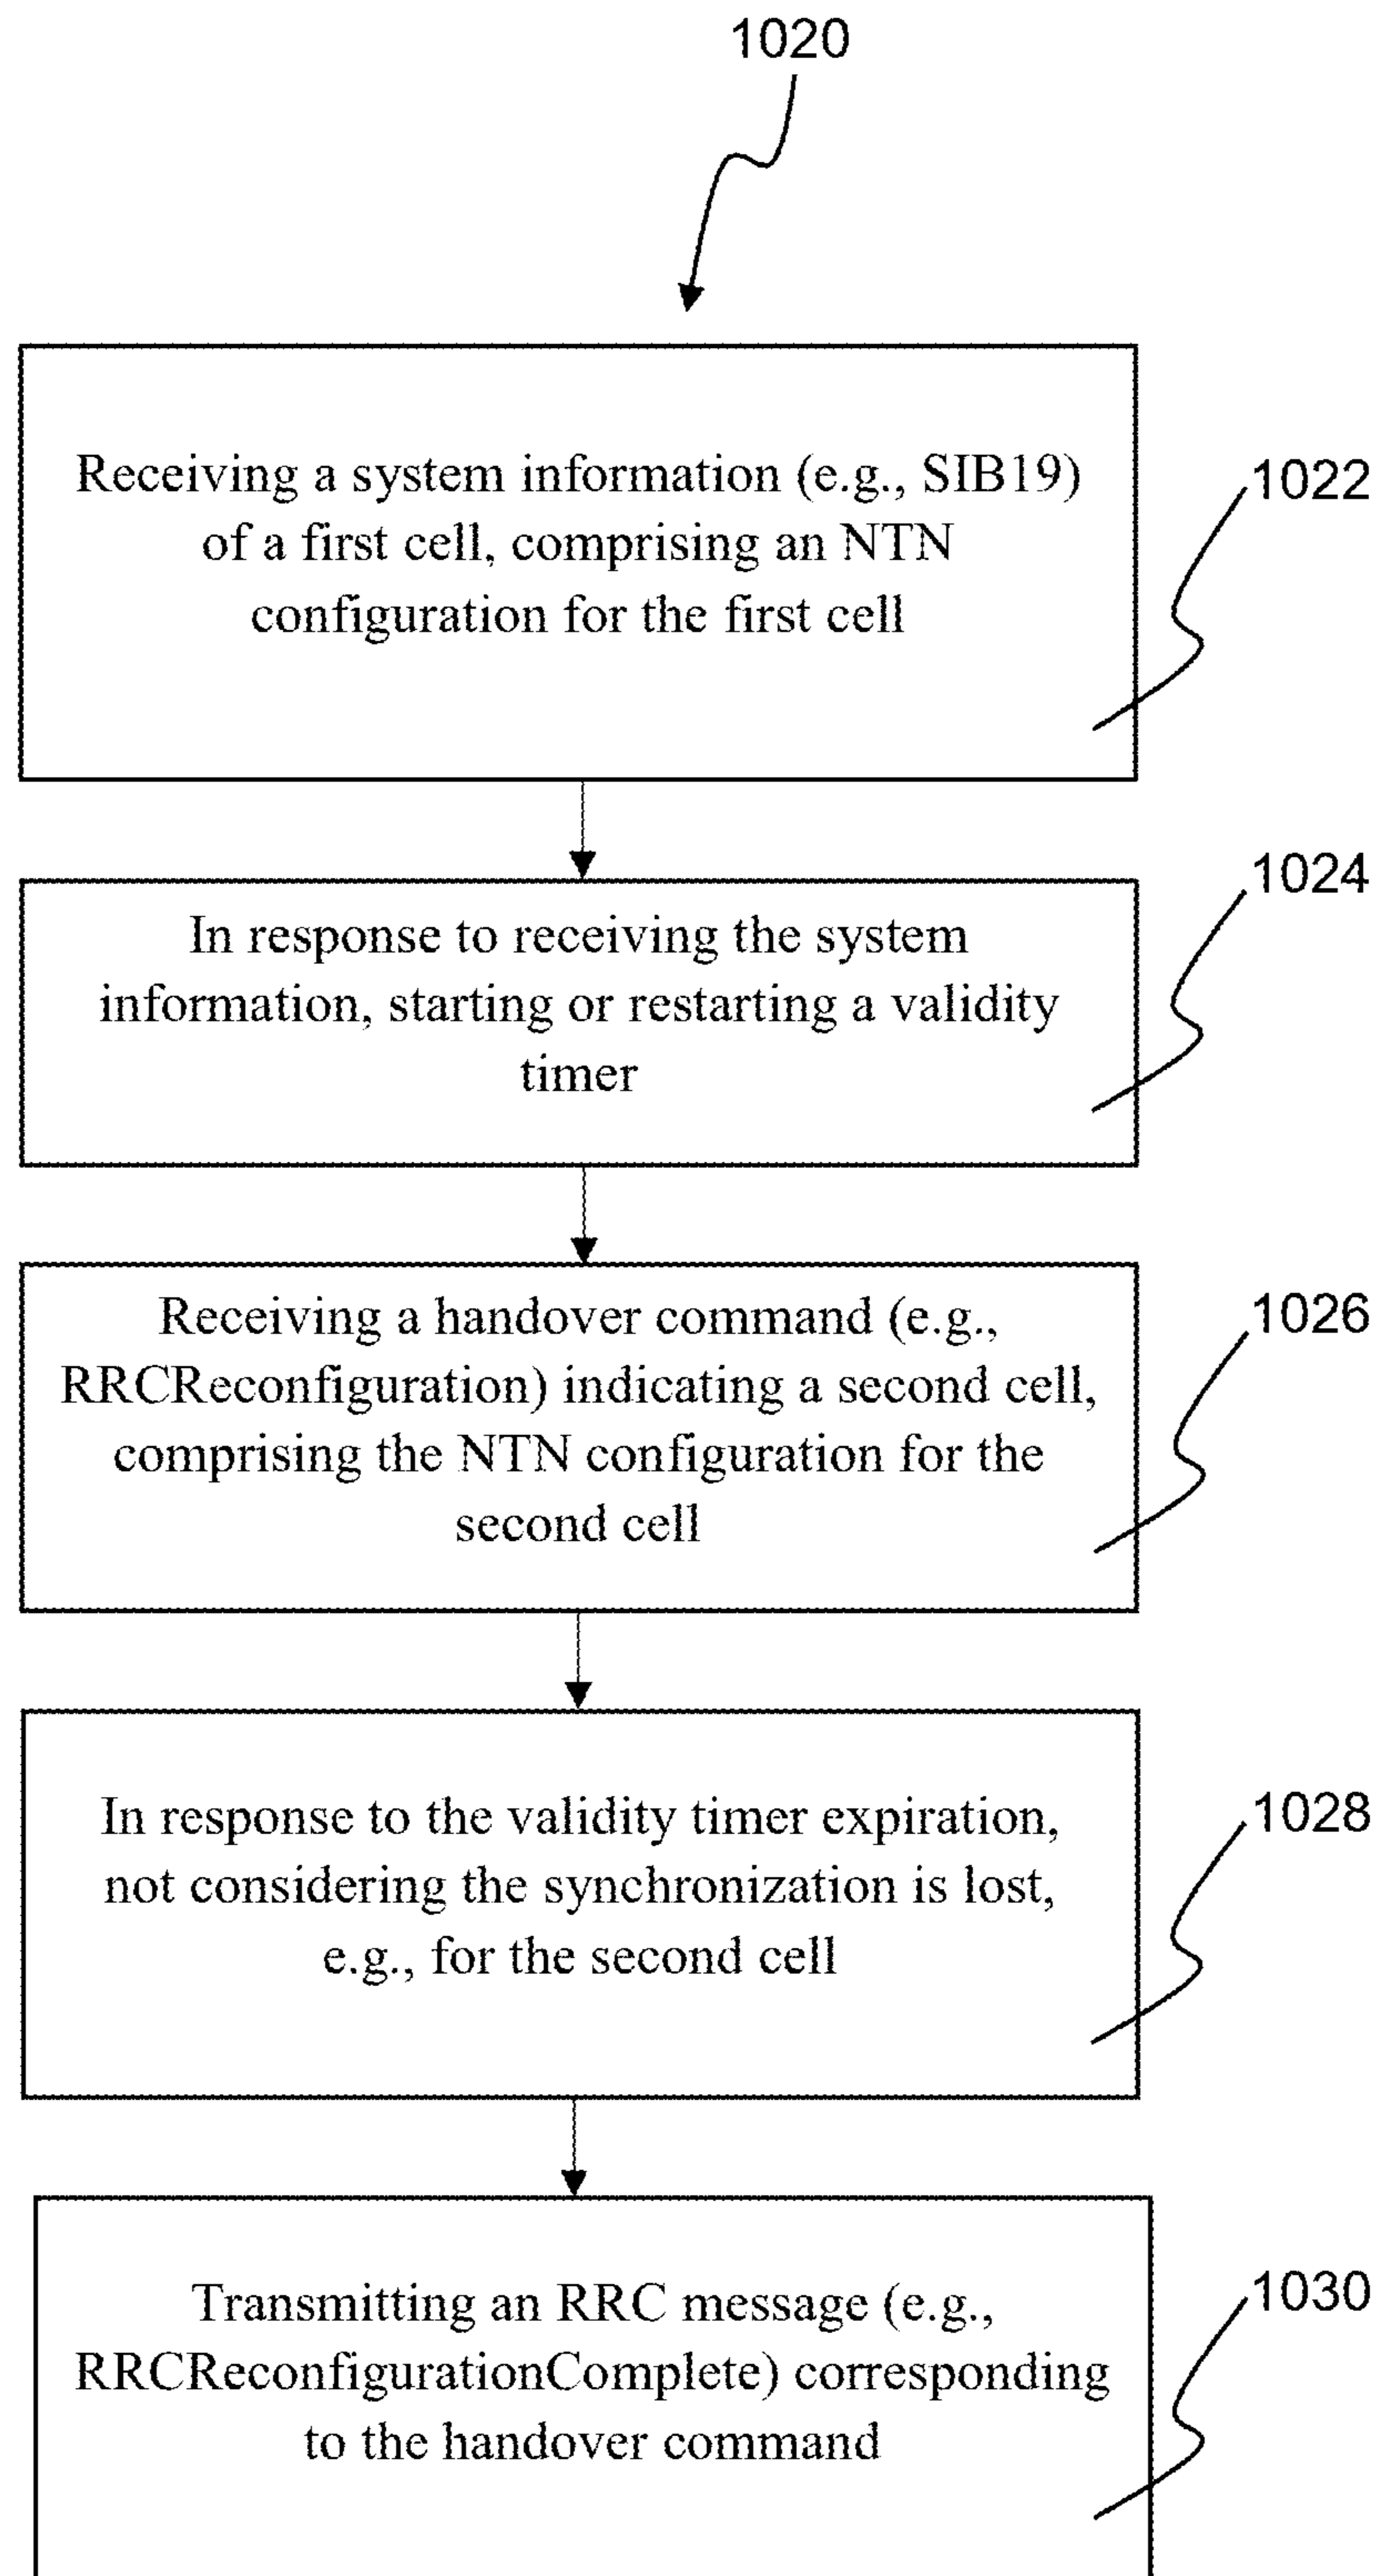 1020
Receiving a system information (e.g., SIB19)
of a first cell, comprising an NTN
configuration for the first cell
1022
In response to receiving the system
information, starting or restarting a validity
timer
1024
Receiving a handover command (e.g.,
RRCReconfiguration) indicating a second cell,
comprising the NTN configuration for the
second cell
1026
In response to the validity timer expiration,
not considering the synchronization is lost,
e.g., for the second cell
1028
Transmitting an RRC message (e.g.,
RRCReconfigurationComplete) corresponding
to the handover command
1030